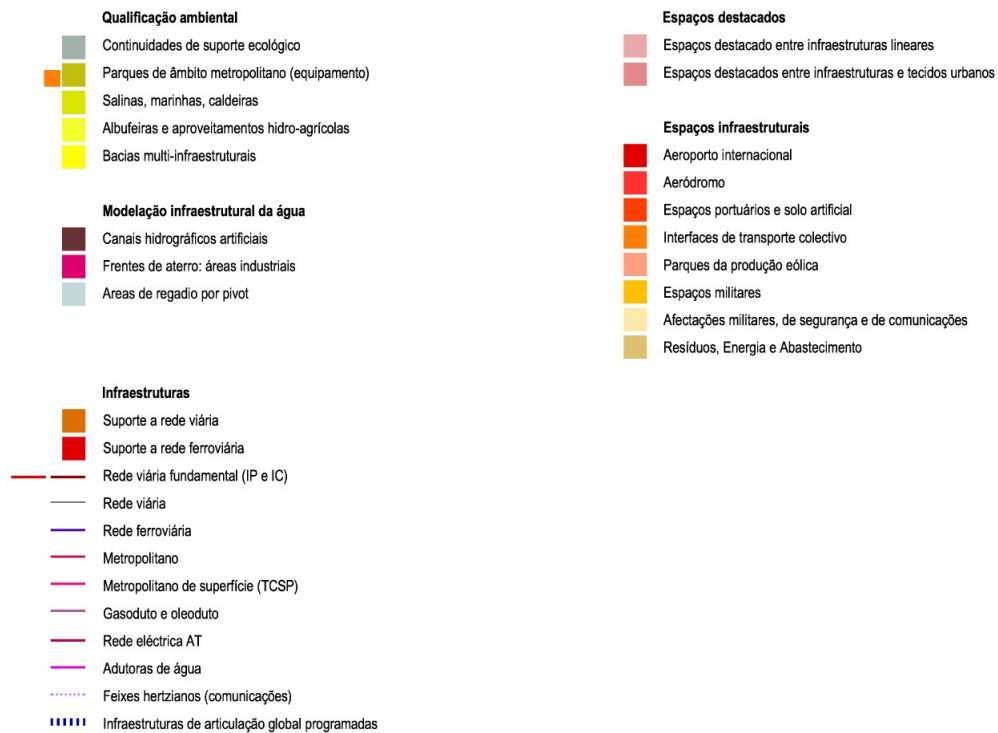 Qualificação ambiental
Continuidades de suporte ecológico
Parques de âmbito metropolitano (equipamento)
Salinas, marinhas, caldeiras
Albufeiras e aproveitamentos hidro-agrícolas
Bacias multi-infraestruturais
Modelação infraestrutural da água
Canais hidrográficos artificiais
Frentes de aterro: áreas industriais
Areas de regadio por pivot
Infraestruturas
Suporte a rede viária
Suporte a rede ferroviária
Rede viária fundamental (IP e IC)
Rede viária
Rede ferroviária
Metropolitano
Metropolitano de superfície (TCSP)
Gasoduto e oleoduto
Rede eléctrica AT
Adutoras de água
Feixes hertzianos (comunicações)
Infraestruturas de articulação global programadas
Espaços destacados
Espaços destacado entre infraestruturas lineares
Espaços destacados entre infraestruturas e tecidos urbanos
Espaços infraestruturais
Aeroporto internacional
Aeródromo
Espaços portuários e solo artificial
Interfaces de transporte colectivo
Parques da produção eólica
Espaços militares
Afectações militares, de segurança e de comunicações
Resíduos, Energia e Abastecimento